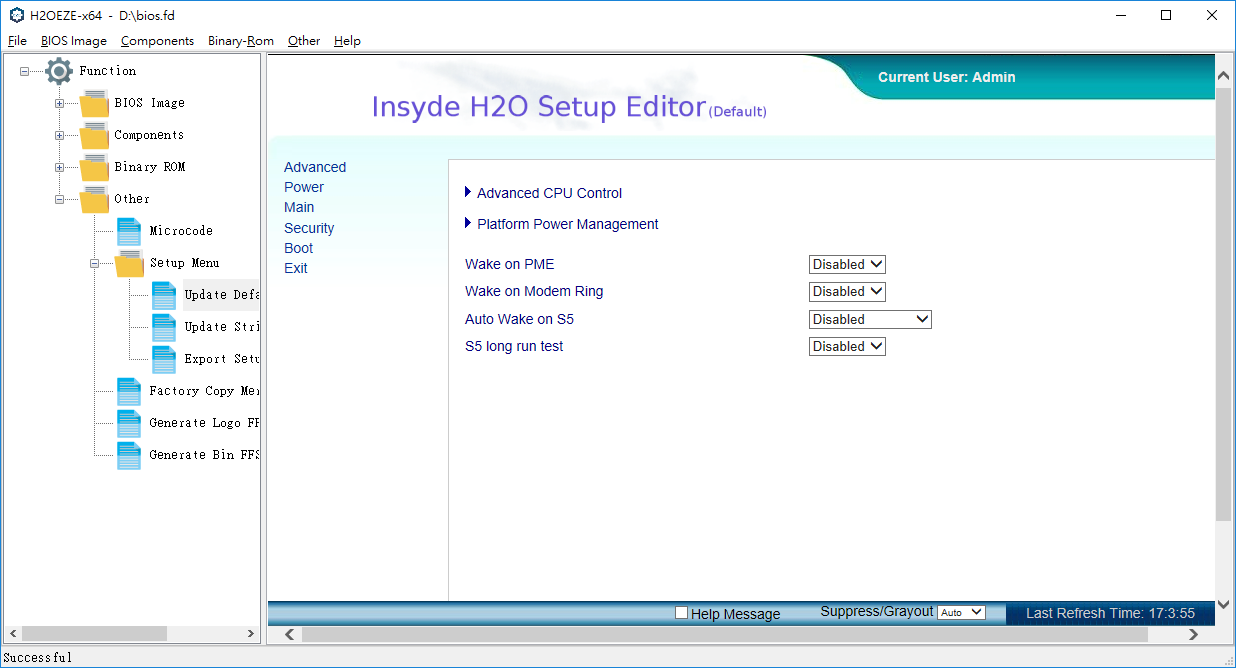 H2OEZE-x64 - D:\bios.fd
File BIOS Image Components Binary-Rom Other Help
Function
BIOS Image
Components
Binary ROM
Other
Microcode
Setup Menu
Update Defa
Update Stri
Export Setu
Factory Copy Mer
Generate Logo FF
Generate Bin FFS
Current User: Admin
Insyde H2O Setup Editor (Default)
Advanced
Power
Main
Security
Boot
Exit
Advanced CPU Control
Platform Power Management
Wake on PME Disabled
Wake on Modem Ring Disabled
Auto Wake on S5 Disabled
S5 long run test Disabled
Help Message Suppress/Grayout Auto Last Refresh Time: 17:3:55
Successful